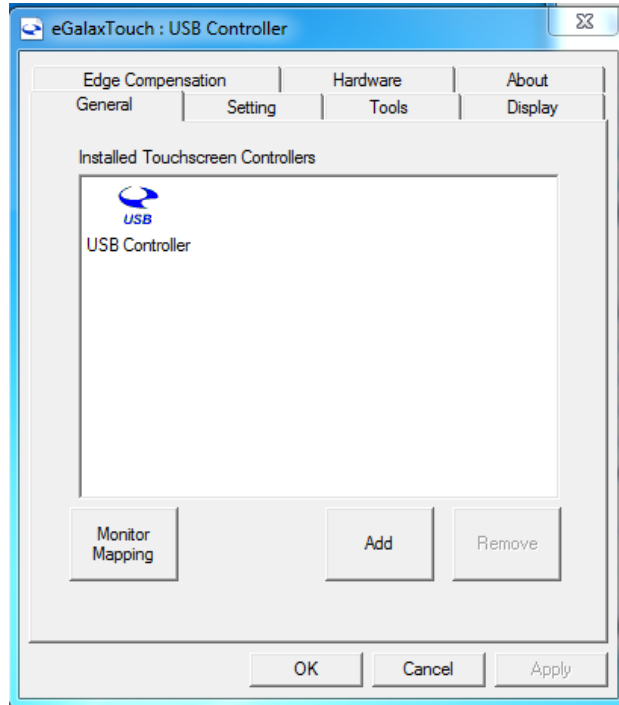 eGalaxTouch : USB Controller
Edge Compensation Hardware About
General Setting Tools Display
Installed Touchscreen Controllers
USB
USB Controller
Monitor
Mapping
Add
Remove
OK Cancel Apply